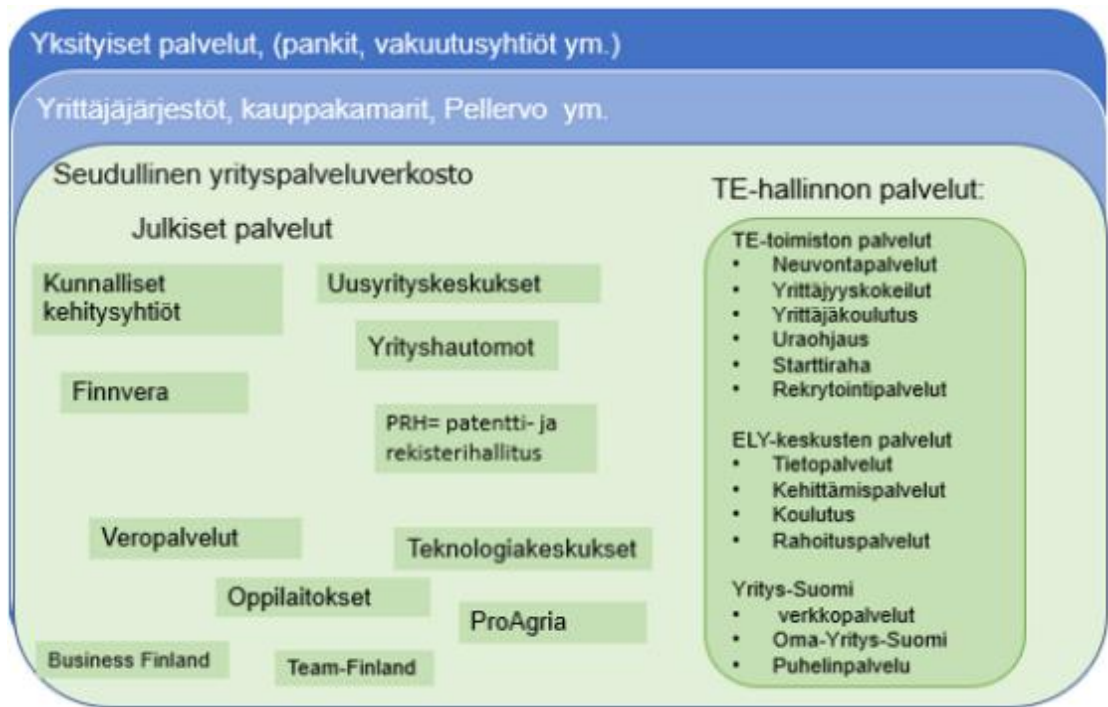 Yksityiset palvelut, (pankit, vakuutusyhtiöt ym.)
Yrittäjäjärjestöt, kauppakamarit, Pellervo ym.
Seudullinen yrityspalveluverkosto
Julkiset palvelut
Kunnalliset
kehitysyhtiöt
Uusyrityskeskukset
Yrityshautomot
Finnvera
PRH= patentti- ja
rekisterihallitus
Veropalvelut
Teknologiakeskukset
Oppilaitokset
ProAgria
Business Finland
Team-Finland
TE-hallinnon palvelut:
TE-toimiston palvelut
• Neuvontapalvelut
• Yrittäjyyskokeilut
• Yrittäjäkoulutus
• Uraohjaus
• Starttiraha
• Rekrytointipalvelut
ELY-keskusten palvelut
• Tietopalvelut
• Kehittämispalvelut
• Koulutus
• Rahoituspalvelut
Yritys-Suomi
• verkkopalvelut
• Oma-Yritys-Suomi
• Puhelinpalvelu